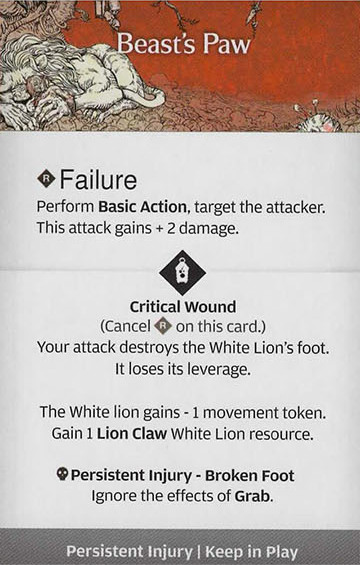 Beast's Paw
R Failure
Perform Basic Action, target the attacker.
This attack gains + 2 damage.
Critical Wound
(Cancel R on this card.)
Your attack destroys the White Lion's foot.
It loses its leverage.
The White lion gains - 1 movement token.
Gain 1 Lion Claw White Lion resource.
Persistent Injury - Broken Foot
Ignore the effects of Grab.
Persistent Injury | Keep in Play